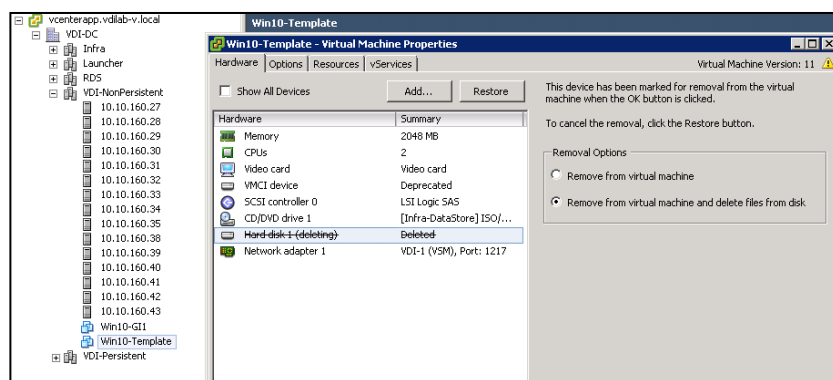 vcenterapp.vdilab-v.local
VDI-DC
Infra
Launcher
RDS
VDI-NonPersistent
10.10.160.27
10.10.160.28
10.10.160.29
10.10.160.30
10.10.160.31
10.10.160.32
10.10.160.33
10.10.160.34
10.10.160.35
10.10.160.38
10.10.160.39
10.10.160.40
10.10.160.41
10.10.160.42
10.10.160.43
Win10-GI1
Win10-Template
VDI-Persistent
Win10-Template
Win10-Template - Virtual Machine Properties
Hardware Options Resources vServices Virtual Machine Version: 11
Show All Devices Add... Restore
Hardware Summary
Memory 2048 MB
CPUs 2
Video card Video card
VMCI device Deprecated
SCSI controller 0 LSI Logic SAS
CD/DVD drive 1 [Infra-DataStore] ISO/...
Hard disk 1 (deleting) Deleted
Network adapter 1 VDI-1 (VSM), Port: 1217
This device has been marked for removal from the virtual
machine when the OK button is clicked.
To cancel the removal, click the Restore button.
Removal Options
Remove from virtual machine
Remove from virtual machine and delete files from disk